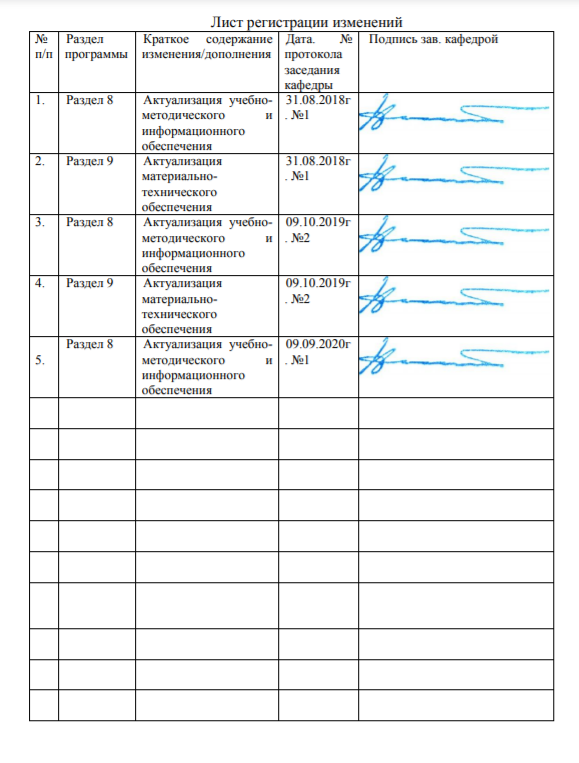 Лист регистрации изменений
№ п/п
Раздел
программы
Краткое содержание
изменения/дополнения
Дата. №
протокола
заседания
кафедры
Подпись зав. кафедрой
1.
Раздел 8
Актуализация учебно-
методического и
информационного
обеспечения
31.08.2018г
. №1
2.
Раздел 9
Актуализация
материально-
технического
обеспечения
31.08.2018г
. №1
3.
Раздел 8
Актуализация учебно-
методического и
информационного
обеспечения
09.10.2019г
. №2
4.
Раздел 9
Актуализация
материально-
технического
обеспечения
09.10.2019г
. №2
5.
Раздел 8
Актуализация учебно-
методического и
информационного
обеспечения
09.09.2020г
. №1